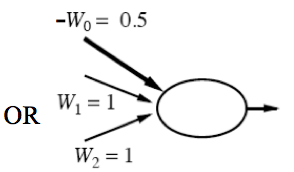 –W₀ = 0.5
W₁ = 1
OR
W₂ = 1